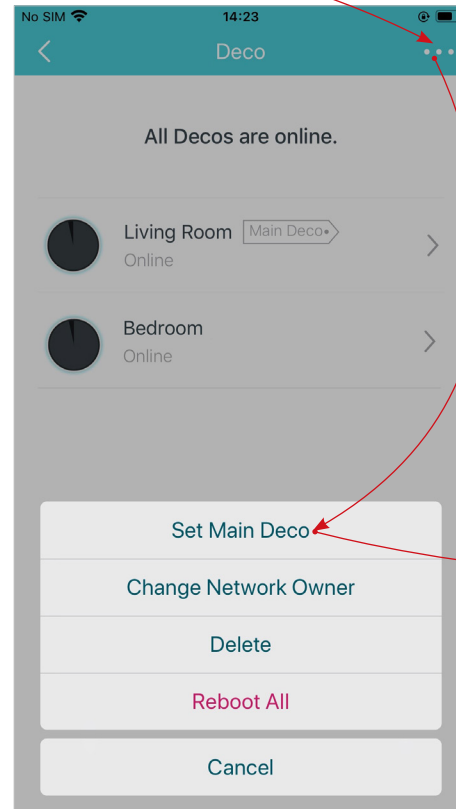 No SIM 14:23
Deco
All Decos are online.
Living Room Main Deco
Online
Bedroom
Online
Set Main Deco
Change Network Owner
Delete
Reboot All
Cancel